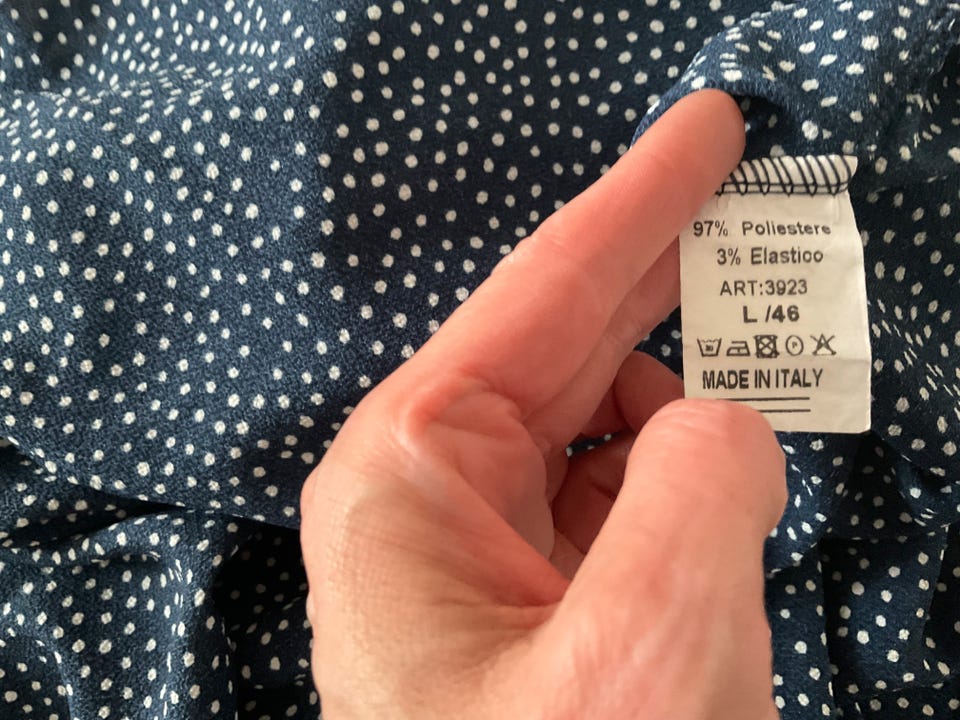 97% Poliestere
3% Elastico
ART:3923
L /46
MADE IN ITALY